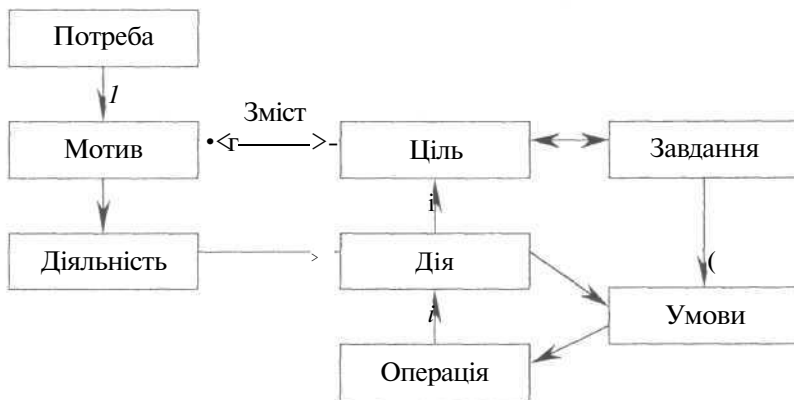 Потреба
Зміст
Мотив
Ціль
Завдання
Діяльність
Дія
Умови
Операція